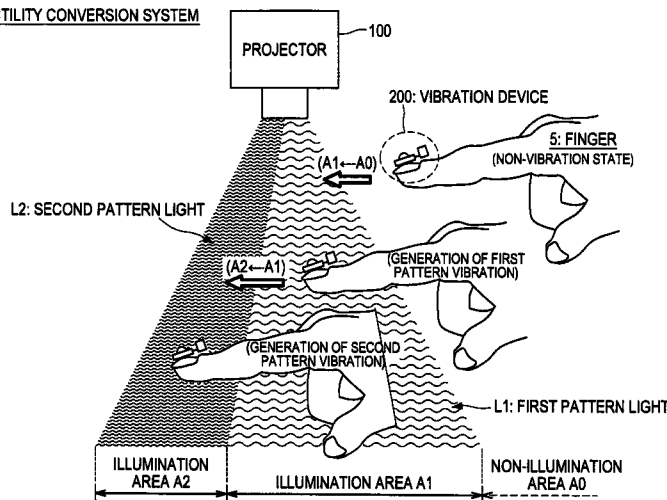 TILITY CONVERSION SYSTEM
PROJECTOR
100
200: VIBRATION DEVICE
5: FINGER
(NON-VIBRATION STATE)
(A1←A0)
L2: SECOND PATTERN LIGHT
(A2←A1)
(GENERATION OF FIRST
PATTERN VIBRATION)
(GENERATION OF SECOND
PATTERN VIBRATION)
L1: FIRST PATTERN LIGHT
ILLUMINATION
AREA A2
ILLUMINATION AREA A1
NON-ILLUMINATION
AREA A0